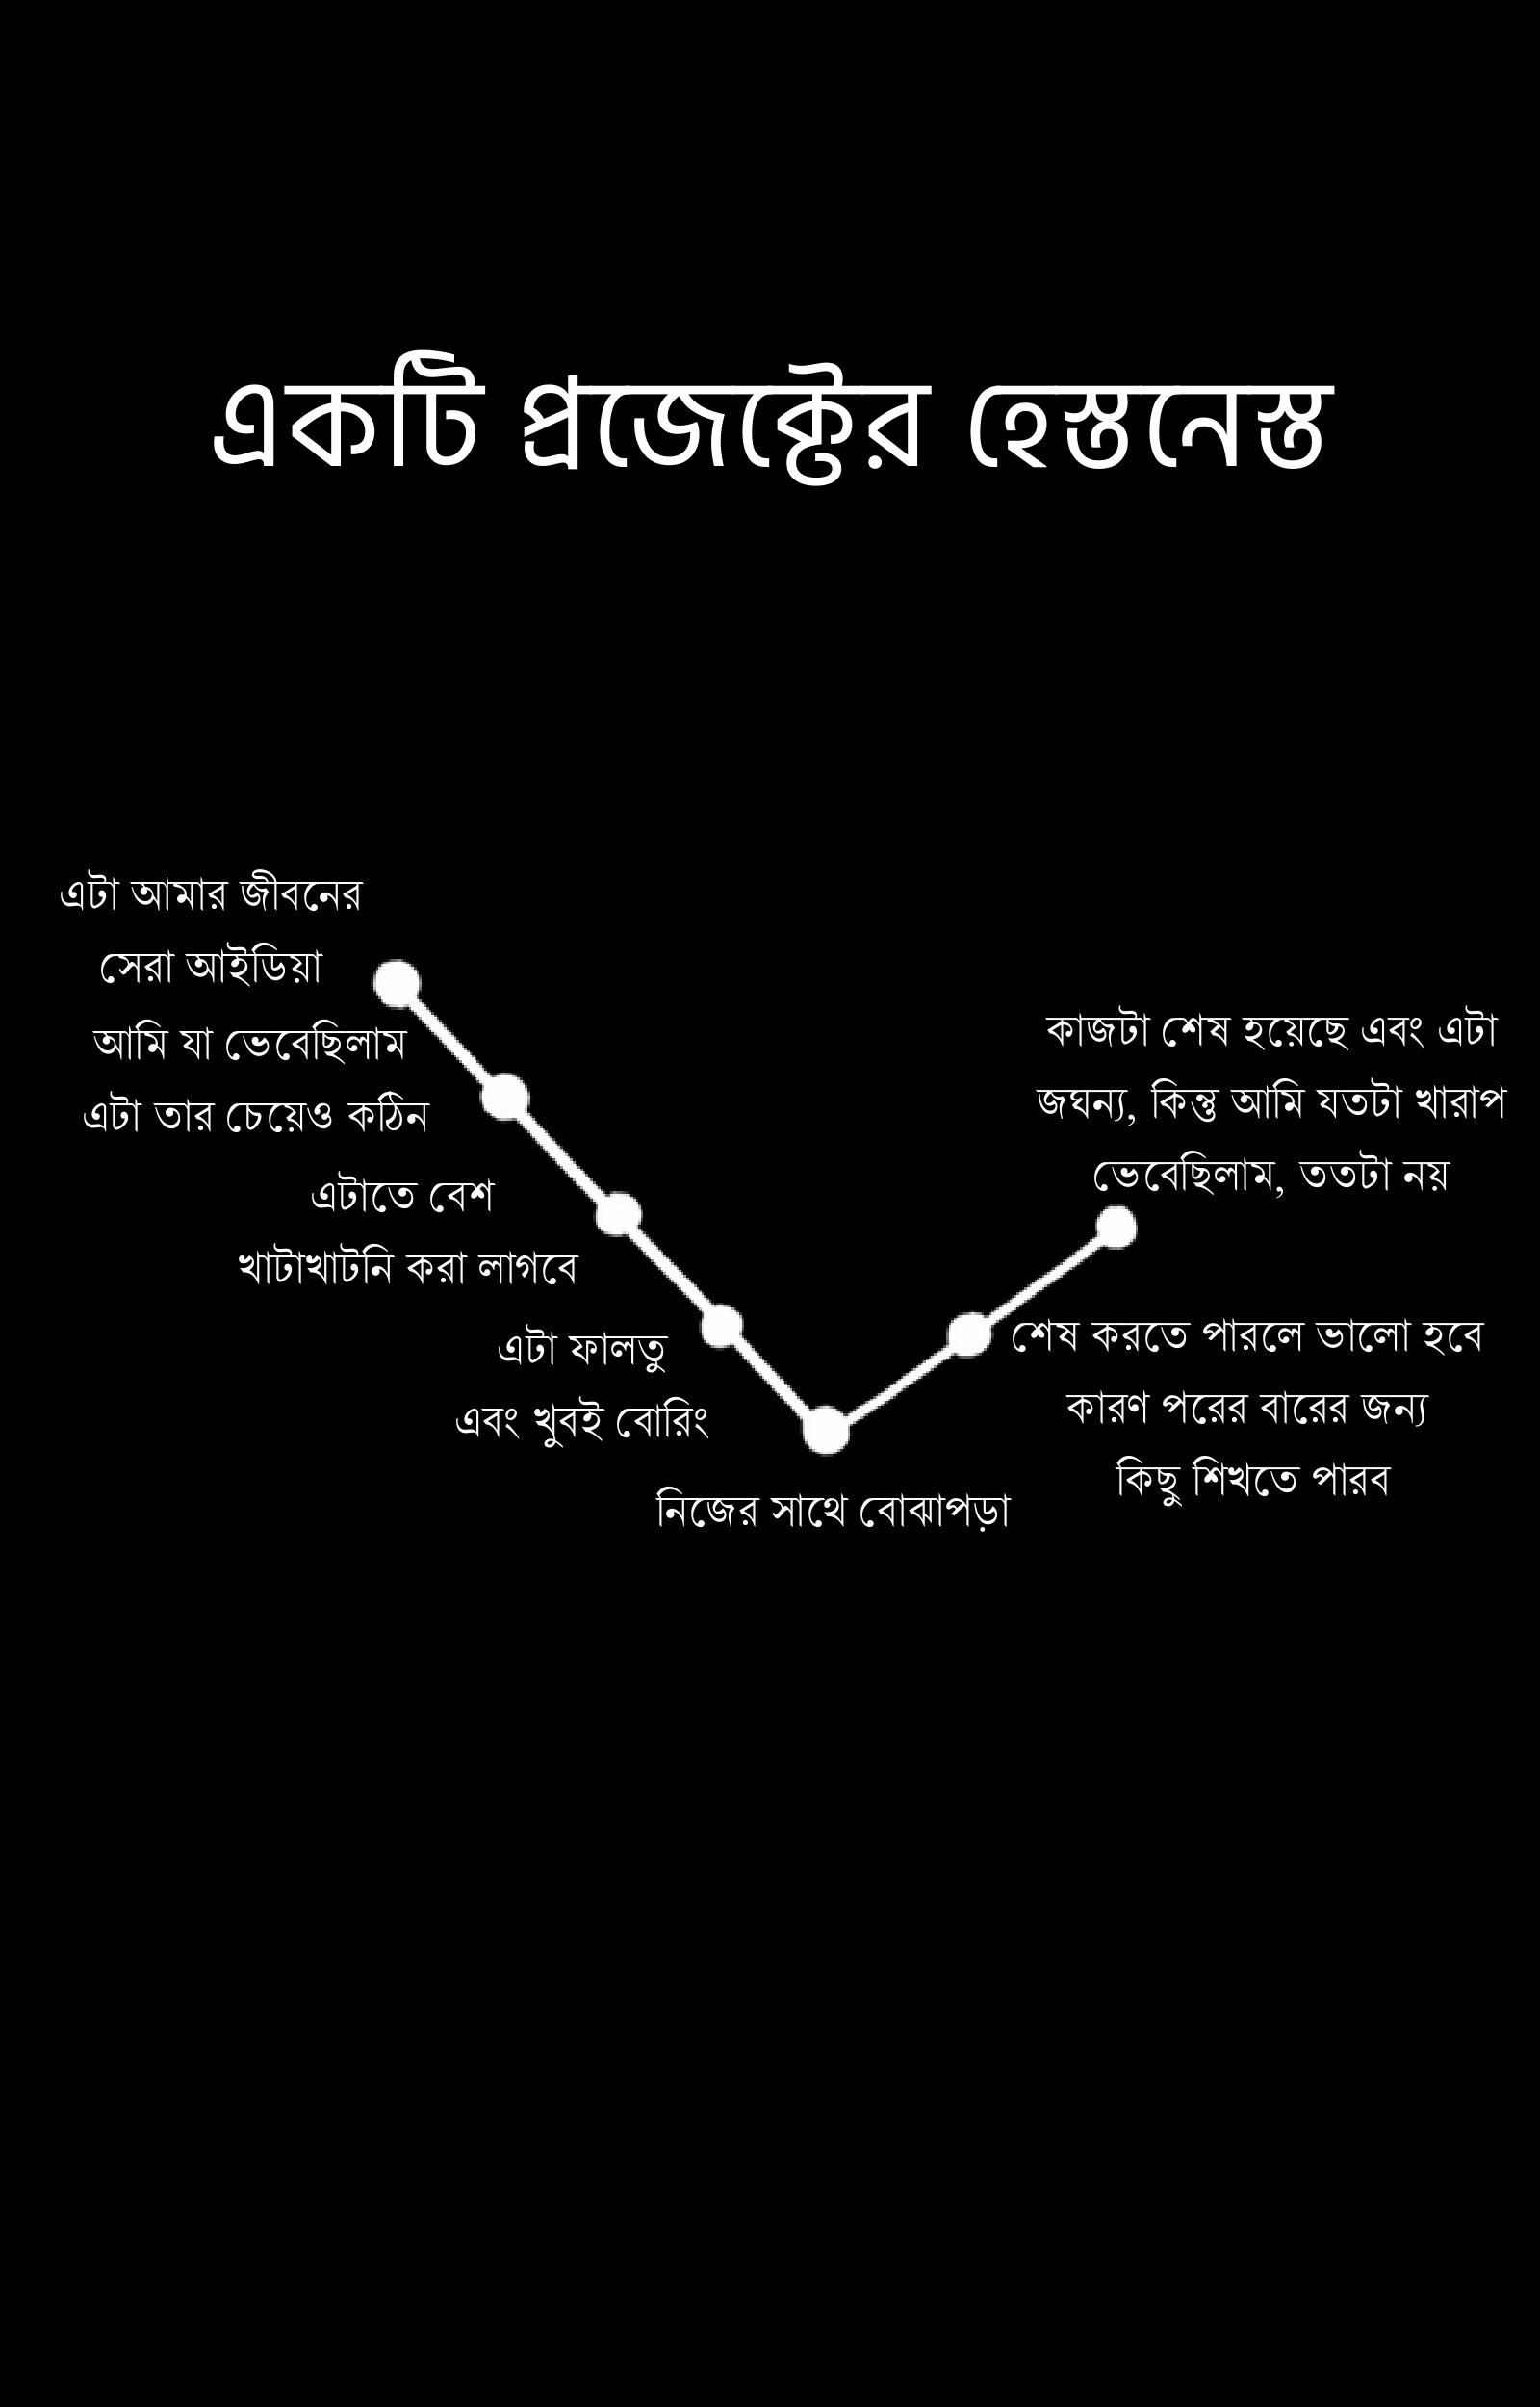 একটি প্রজেক্টের হেস্তনেস্ত
এটা আমার জীবনের
সেরা আইডিয়া
আমি যা ভেবেছিলাম
এটা তার চেয়েও কঠিন
এটাতে বেশ
খাটাখাটনি করা লাগবে
এটা ফালতু
এবং খুবই বোরিং
নিজের সাথে বোঝাপড়া
শেষ করতে পারলে ভালো হবে
কারণ পরের বারের জন্য
কিছু শিখতে পারব
কাজটা শেষ হয়েছে এবং এটা
জঘন্য, কিন্তু আমি যতটা খারাপ
ভেবেছিলাম, ততটা নয়